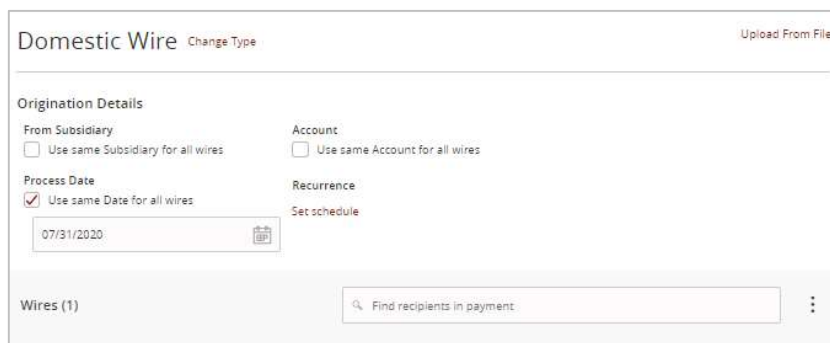 Domestic Wire Change Type
Upload From File
Origination Details
From Subsidiary
Use same Subsidiary for all wires
Account
Use same Account for all wires
Process Date
Use same Date for all wires
07/31/2020
Recurrence
Set schedule
Wires (1)
Find recipients in payment